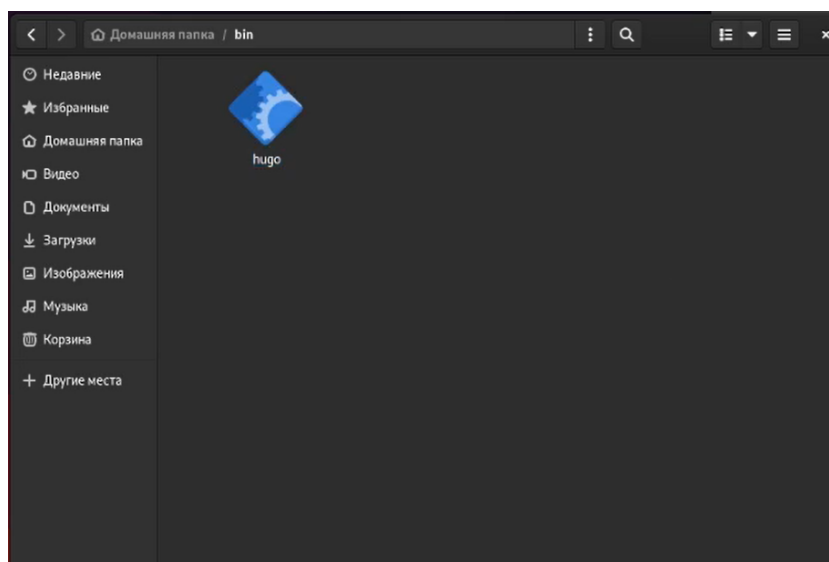 Домашняя папка / bin
Недавние
Избранные
Домашняя папка
Видео
Документы
Загрузки
Изображения
Музыка
Корзина
Другие места
hugo